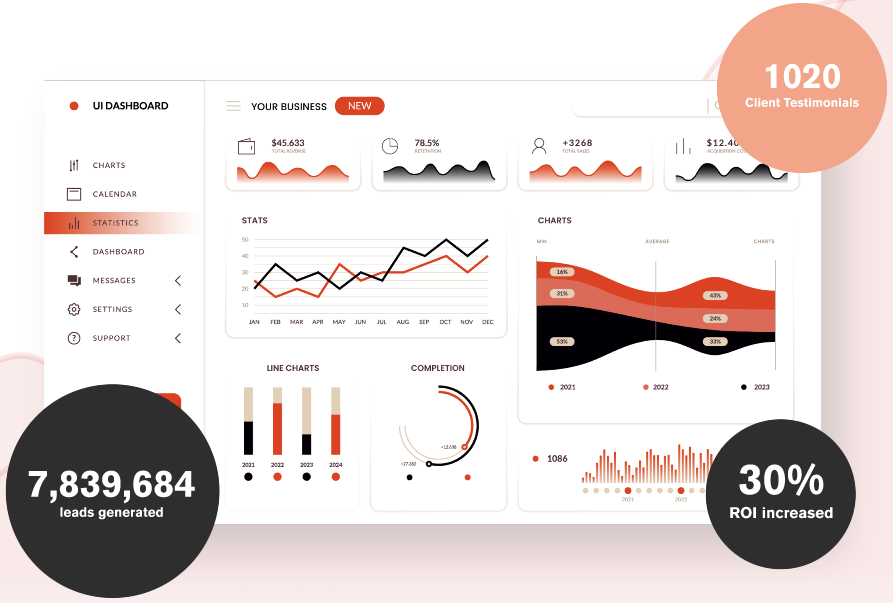 1020
Client Testimonials
UI DASHBOARD
YOUR BUSINESS
NEW
CHARTS
CALENDAR
STATISTICS
DASHBOARD
MESSAGES
SETTINGS
SUPPORT
$45.633
TOTAL REVENUE
78.5%
RETENTION
+3268
TOTAL SALES
$12.40
ACQUISITION
STATS
50
40
30
20
10
JAN FEB MAR APR MAY JUN JUL AUG SEP OCT NOV DEC
CHARTS
MIN AVERAGE CHARTS
16%
31%
53%
43%
24%
33%
2021 2022 2023
LINE CHARTS
2021 2022 2023 2024
COMPLETION
+13.698
+27.882
1086
2021 2022
7,839,684
leads generated
30%
ROI increased